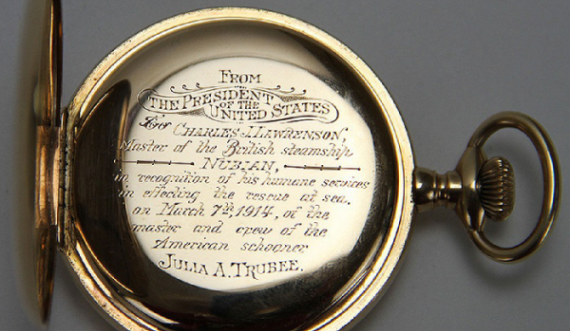 FROM
THE PRESIDENT
OF THE
UNITED STATES
To
CHARLES J. LAWRENSON,
Master of the British steamship
NUBIAN,
in recognition of his humane services
in effecting the rescue at sea,
on March 7th, 1914, of the
master and crew of the
American schooner
JULIA A. TRUBEE.